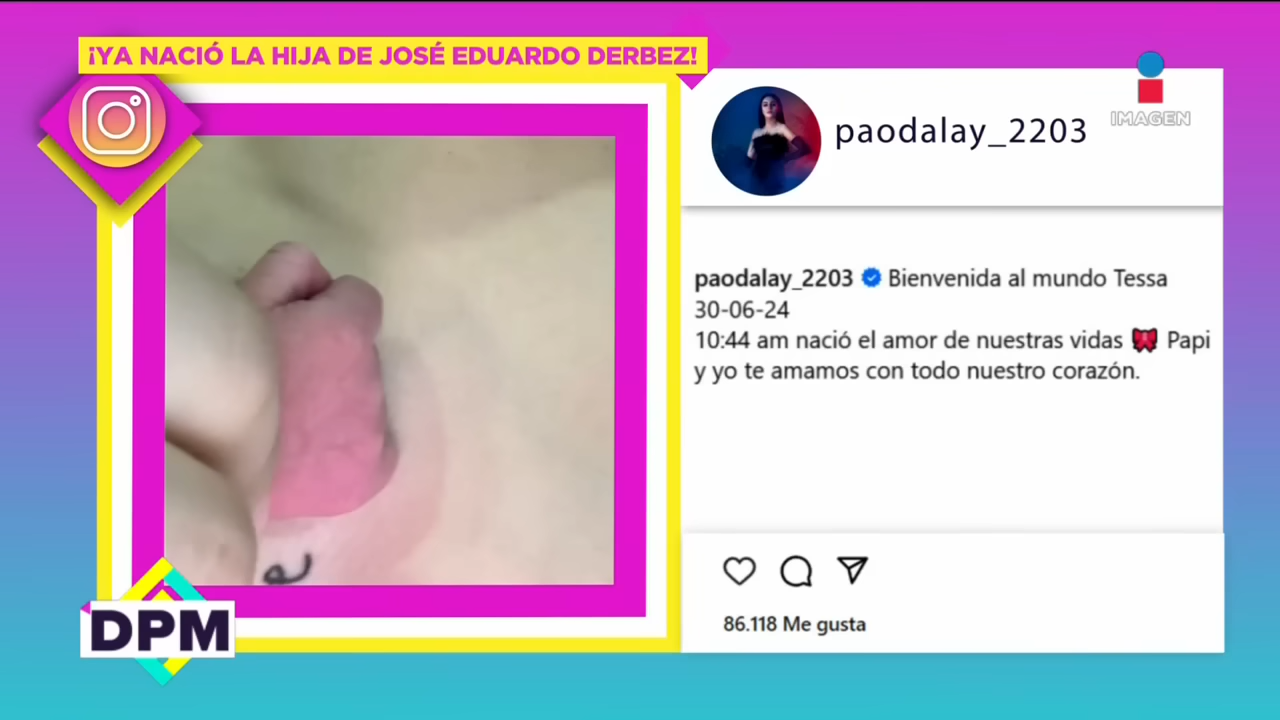 ¡YA NACIÓ LA HIJA DE JOSÉ EDUARDO DERBEZ!
IMAGEN
paodalay_2203
paodalay_2203 Bienvenida al mundo Tessa
30-06-24
10:44 am nació el amor de nuestras vidas 🎀 Papi
y yo te amamos con todo nuestro corazón.
e
DPM
86.118 Me gusta